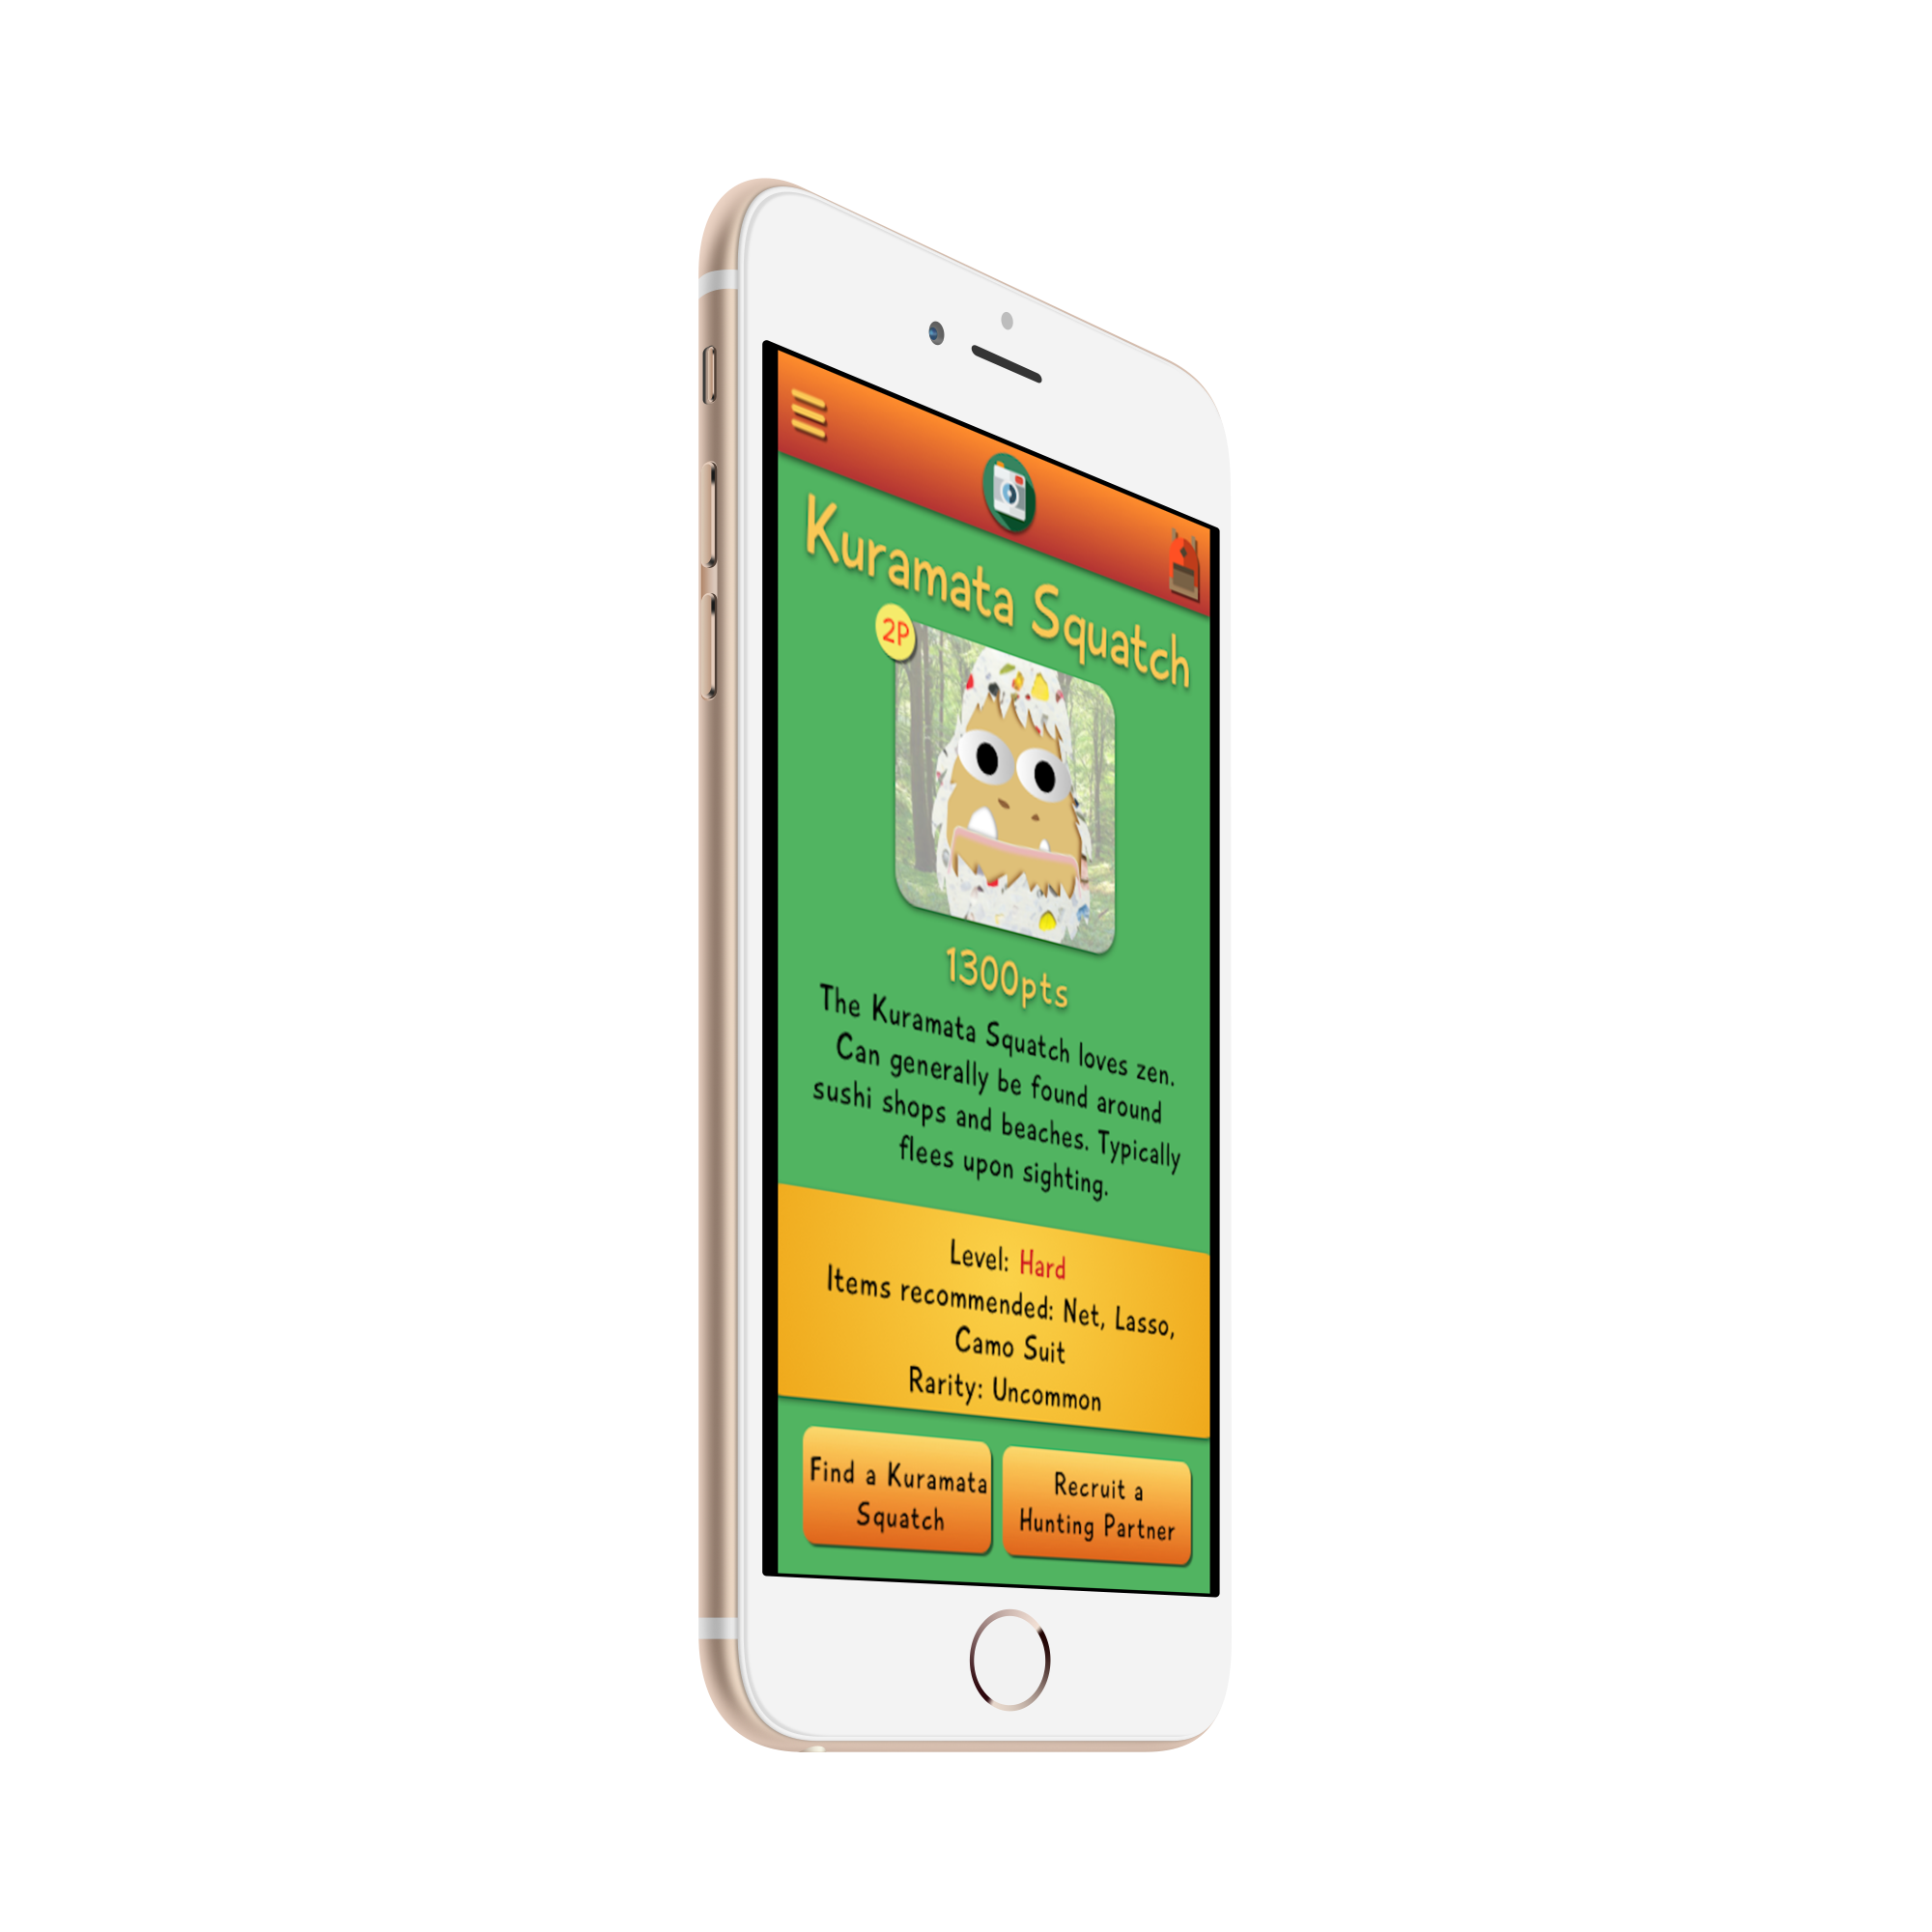 Kuramata Squatch
2P
1300pts
The Kuramata Squatch loves zen.
Can generally be found around
sushi shops and beaches. Typically
flees upon sighting.
Level: Hard
Items recommended: Net, Lasso,
Camo Suit
Rarity: Uncommon
Find a Kuramata
Squatch
Recruit a
Hunting Partner